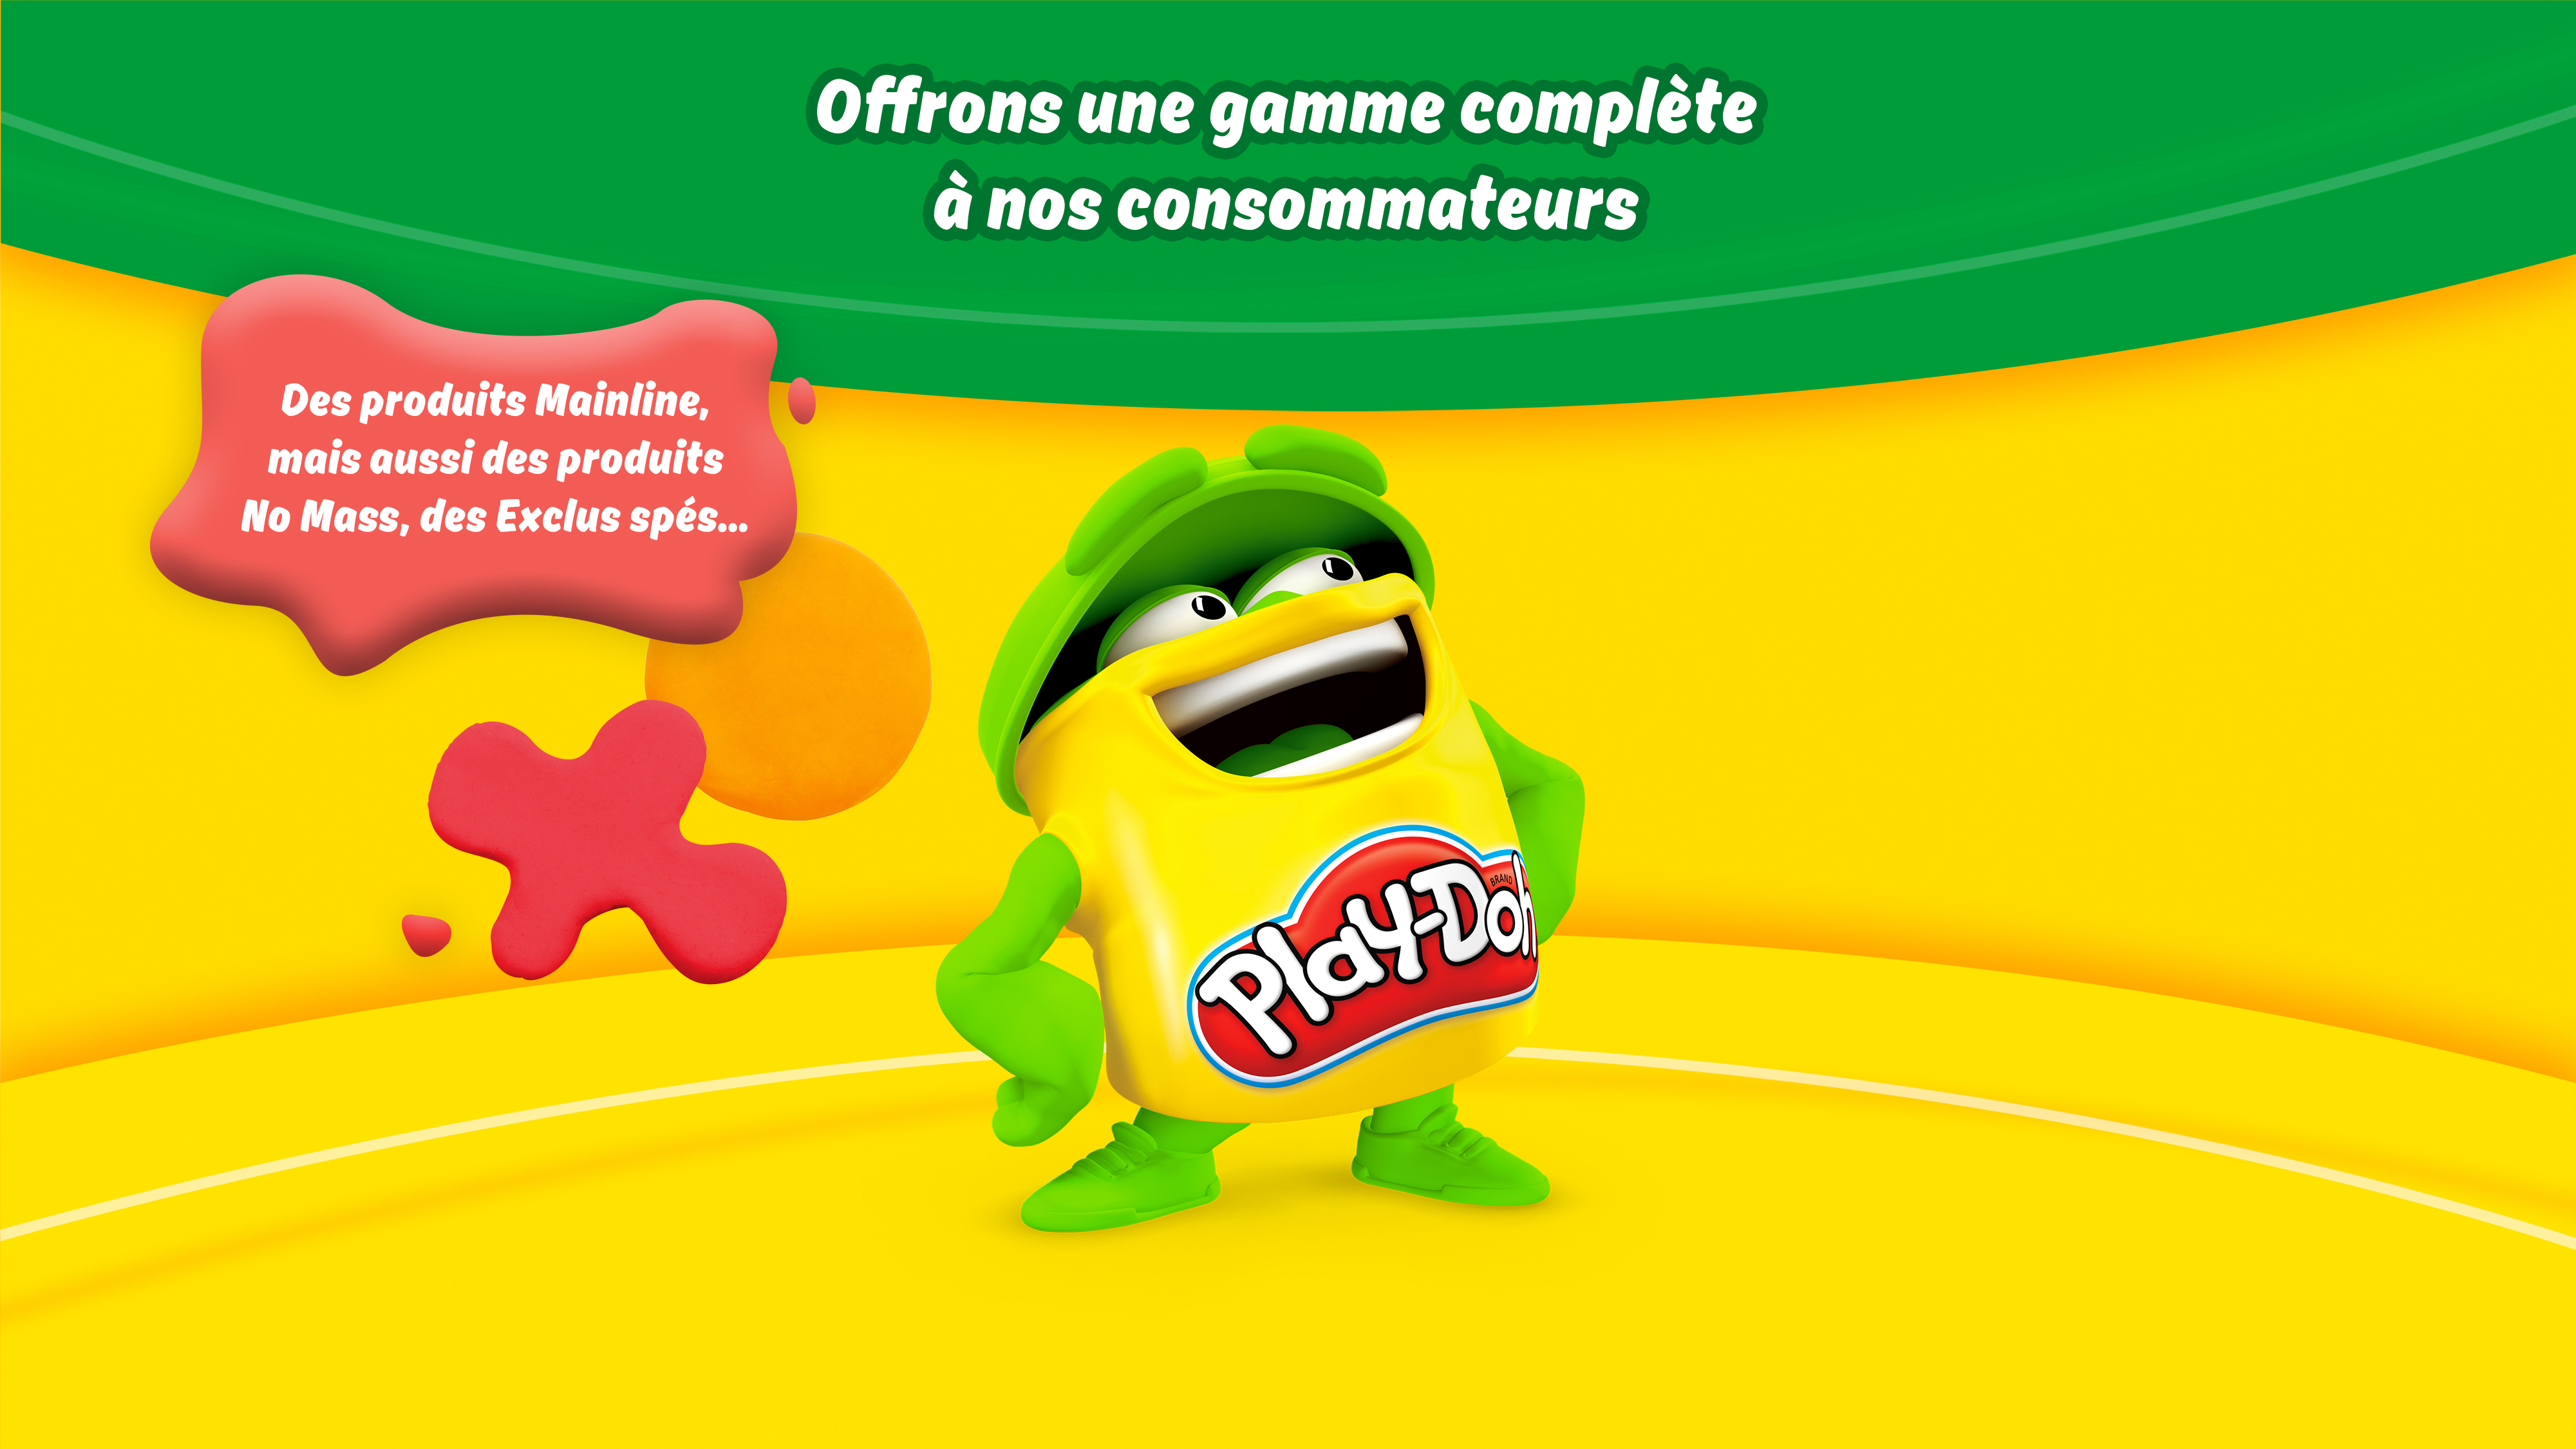 Offrons une gamme complète
à nos consommateurs
Des produits Mainline,
mais aussi des produits
No Mass, des Exclus spés...
BRAND
Play-Doh